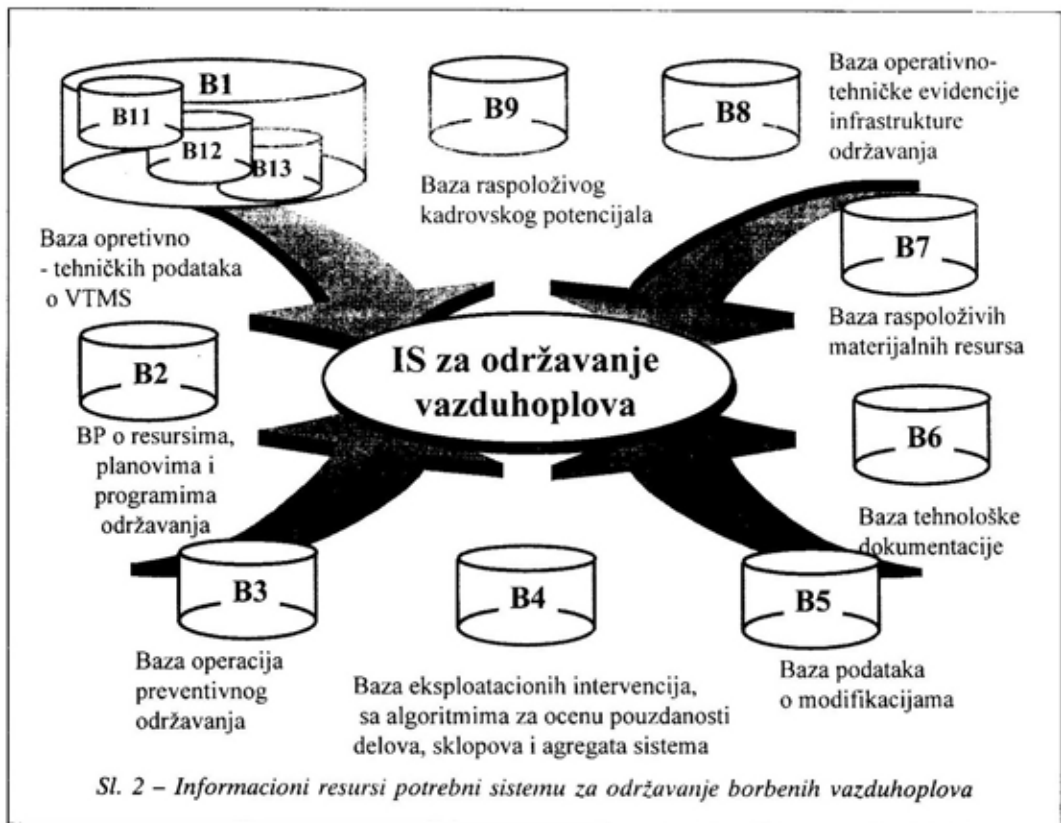 B1
B11
B12
B13
Baza opretivno
- tehničkih podataka
o VTMS
B9
Baza raspoloživog
kadrovskog potencijala
B8
Baza operativno-
tehničke evidencije
infrastrukture
održavanja
B7
Baza raspoloživih
materijalnih resursa
IS za održavanje
vazduhoplova
B2
BP o resursima,
planovima i
programima
održavanja
B6
Baza tehnološke
dokumentacije
B3
Baza operacija
preventivnog
održavanja
B4
Baza eksploatacionih intervencija,
sa algoritmima za ocenu pouzdanosti
delova, sklopova i agregata sistema
B5
Baza podataka
o modifikacijama
Sl. 2 – Informacioni resursi potrebni sistemu za održavanje borbenih vazduhoplova